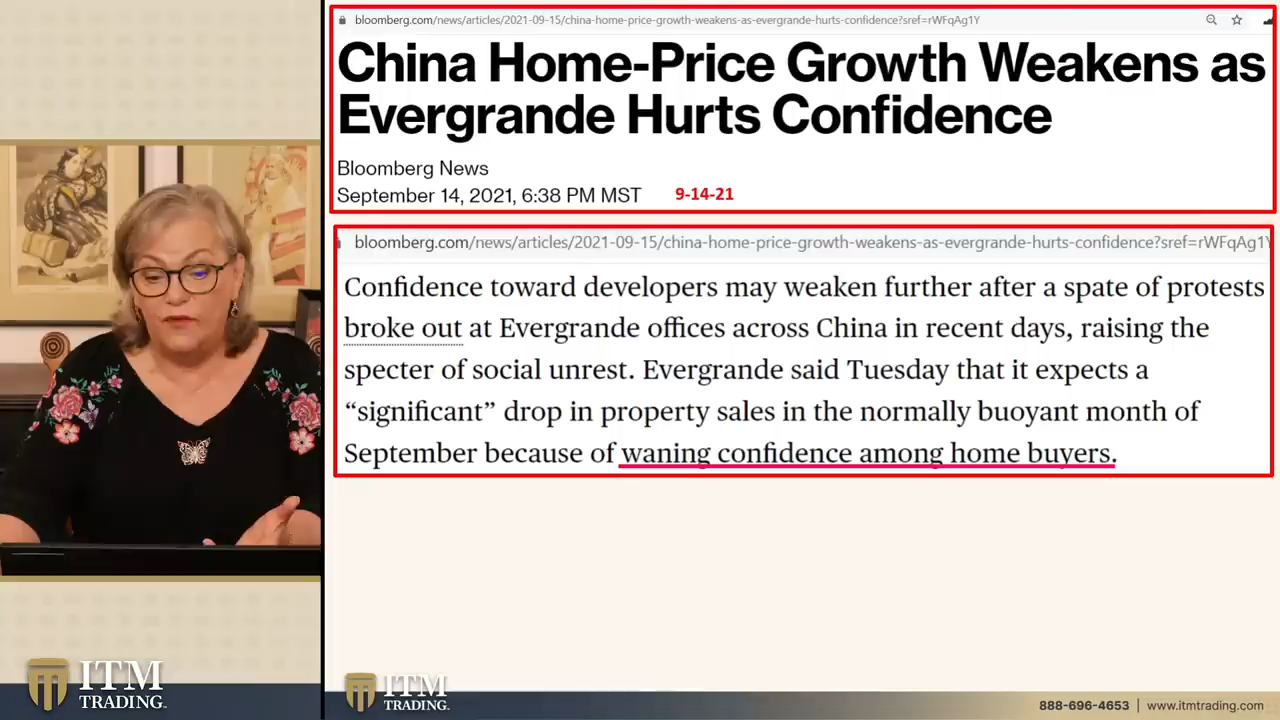 bloomberg.com/news/articles/2021-09-15/china-home-price-growth-weakens-as-evergrande-hurts-confidence?sref=rWFqAg1Y
China Home-Price Growth Weakens as
Evergrande Hurts Confidence
Bloomberg News
September 14, 2021, 6:38 PM MST 9-14-21
bloomberg.com/news/articles/2021-09-15/china-home-price-growth-weakens-as-evergrande-hurts-confidence?sref=rWFqAg1Y
Confidence toward developers may weaken further after a spate of protests
broke out at Evergrande offices across China in recent days, raising the
specter of social unrest. Evergrande said Tuesday that it expects a
“significant” drop in property sales in the normally buoyant month of
September because of waning confidence among home buyers.
ITM
TRADING
ITM
TRADING
888-696-4653 | www.itmtrading.com